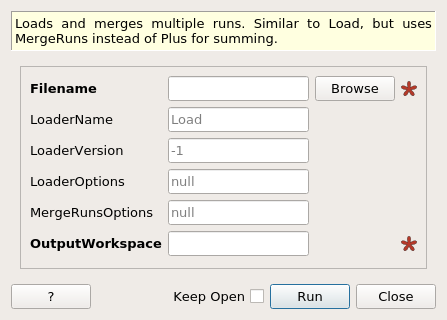 Loads and merges multiple runs. Similar to Load, but uses
MergeRuns instead of Plus for summing.
Filename Browse *
LoaderName Load
LoaderVersion -1
LoaderOptions null
MergeRunsOptions null
OutputWorkspace *
? Keep Open Run Close